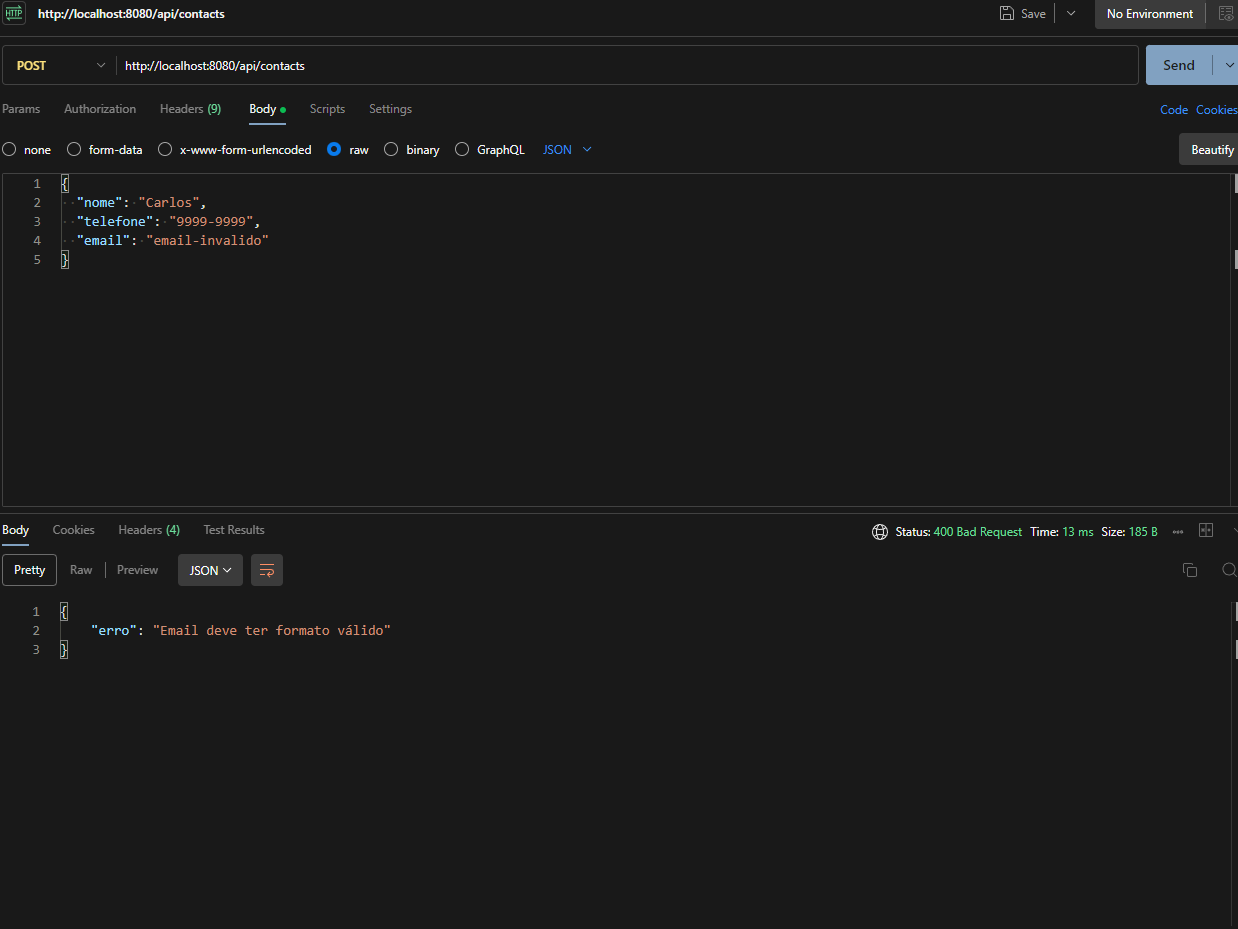 HTTP http://localhost:8080/api/contacts Save No Environment
POST http://localhost:8080/api/contacts Send
Params Authorization Headers (9) Body Scripts Settings Code Cookies
none form-data x-www-form-urlencoded raw binary GraphQL JSON Beautify
1 {
2 "nome": "Carlos",
3 "telefone": "9999-9999",
4 "email": "email-invalido"
5 }
Body Cookies Headers (4) Test Results Status: 400 Bad Request Time: 13 ms Size: 185 B
Pretty Raw Preview JSON
1 {
2 "erro": "Email deve ter formato válido"
3 }